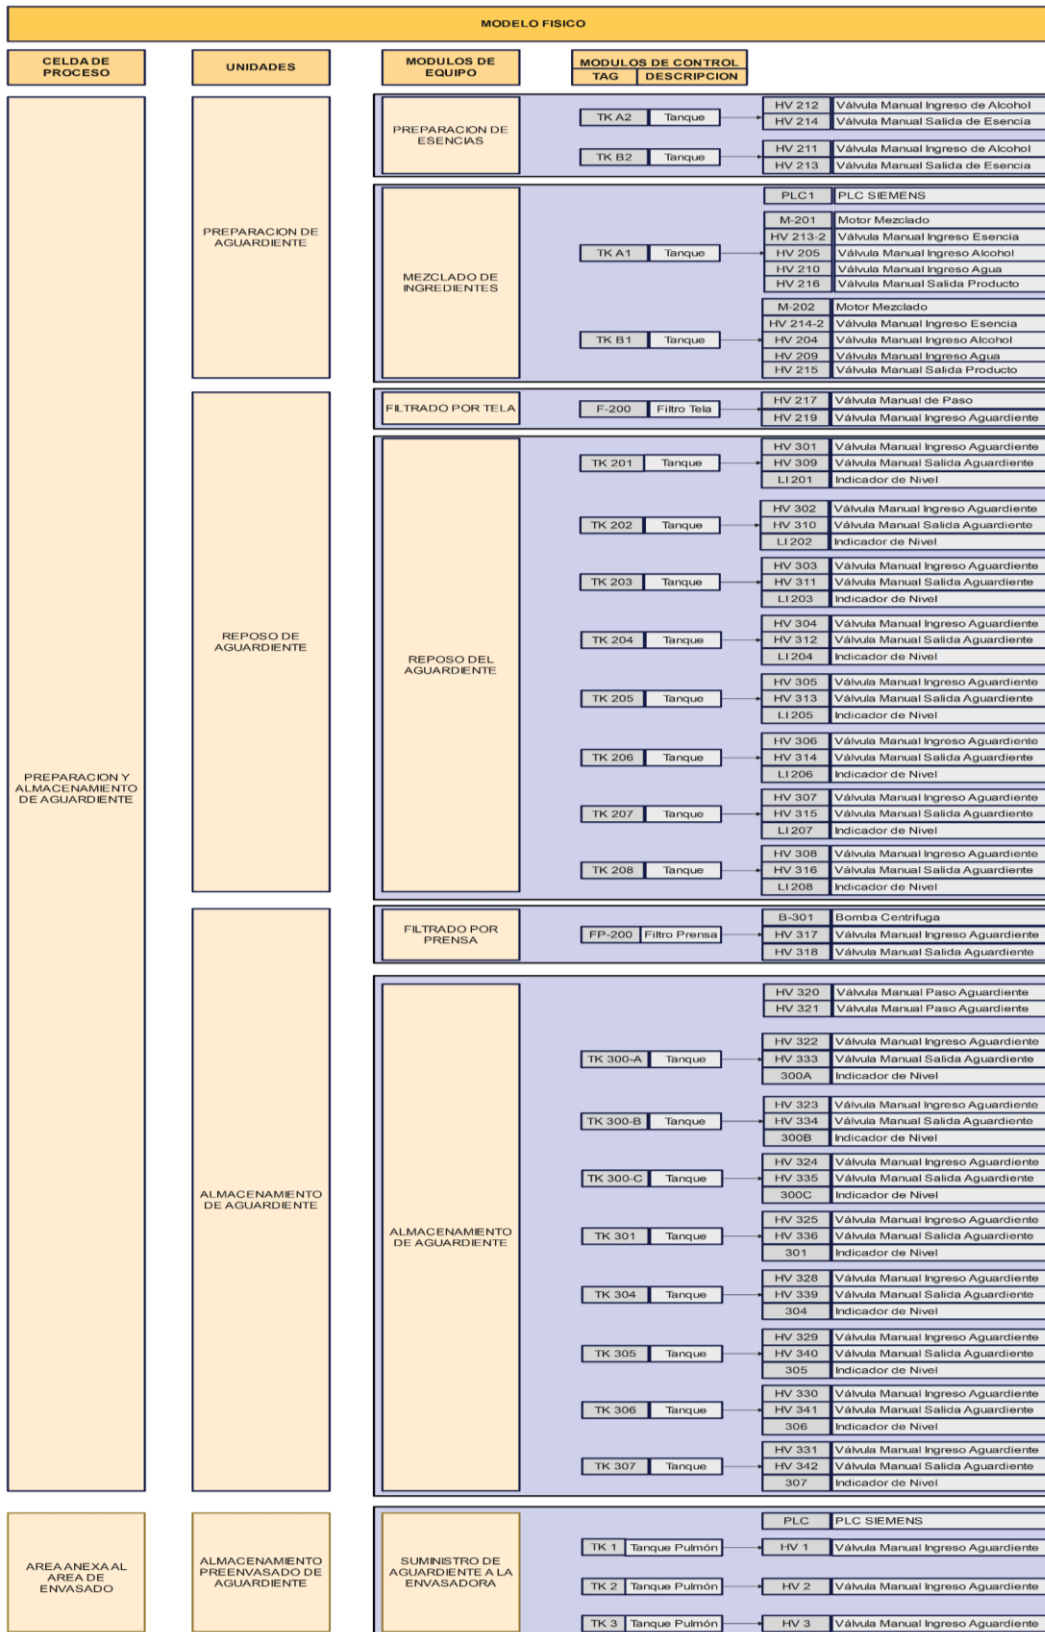 MODELO FISICO
CELDA DE
PROCESO
UNIDADES
MODULOS DE
EQUIPO
MODULOS DE CONTROL
TAG DESCRIPCION
PREPARACION Y
ALMACENAMIENTO
DE AGUARDIENTE
PREPARACION DE
AGUARDIENTE
PREPARACION DE
ESENCIAS
TK A2 Tanque
HV 212 Válvula Manual Ingreso de Alcohol
HV 214 Válvula Manual Salida de Esencia
TK B2 Tanque
HV 211 Válvula Manual Ingreso de Alcohol
HV 213 Válvula Manual Salida de Esencia
MEZCLADO DE
INGREDIENTES
PLC1 PLC SIEMENS
TK A1 Tanque
M-201 Motor Mezclado
HV 213-2 Válvula Manual Ingreso Esencia
HV 205 Válvula Manual Ingreso Alcohol
HV 210 Válvula Manual Ingreso Agua
HV 216 Válvula Manual Salida Producto
TK B1 Tanque
M-202 Motor Mezclado
HV 214-2 Válvula Manual Ingreso Esencia
HV 204 Válvula Manual Ingreso Alcohol
HV 209 Válvula Manual Ingreso Agua
HV 215 Válvula Manual Salida Producto
REPOSO DE
AGUARDIENTE
FILTRADO POR TELA
F-200 Filtro Tela
HV 217 Válvula Manual de Paso
HV 219 Válvula Manual Ingreso Aguardiente
REPOSO DEL
AGUARDIENTE
TK 201 Tanque
HV 301 Válvula Manual Ingreso Aguardiente
HV 309 Válvula Manual Salida Aguardiente
LI 201 Indicador de Nivel
TK 202 Tanque
HV 302 Válvula Manual Ingreso Aguardiente
HV 310 Válvula Manual Salida Aguardiente
LI 202 Indicador de Nivel
TK 203 Tanque
HV 303 Válvula Manual Ingreso Aguardiente
HV 311 Válvula Manual Salida Aguardiente
LI 203 Indicador de Nivel
TK 204 Tanque
HV 304 Válvula Manual Ingreso Aguardiente
HV 312 Válvula Manual Salida Aguardiente
LI 204 Indicador de Nivel
TK 205 Tanque
HV 305 Válvula Manual Ingreso Aguardiente
HV 313 Válvula Manual Salida Aguardiente
LI 205 Indicador de Nivel
TK 206 Tanque
HV 306 Válvula Manual Ingreso Aguardiente
HV 314 Válvula Manual Salida Aguardiente
LI 206 Indicador de Nivel
TK 207 Tanque
HV 307 Válvula Manual Ingreso Aguardiente
HV 315 Válvula Manual Salida Aguardiente
LI 207 Indicador de Nivel
TK 208 Tanque
HV 308 Válvula Manual Ingreso Aguardiente
HV 316 Válvula Manual Salida Aguardiente
LI 208 Indicador de Nivel
ALMACENAMIENTO
DE AGUARDIENTE
FILTRADO POR
PRENSA
FP-200 Filtro Prensa
B-301 Bomba Centrifuga
HV 317 Válvula Manual Ingreso Aguardiente
HV 318 Válvula Manual Salida Aguardiente
ALMACENAMIENTO
DE AGUARDIENTE
HV 320 Válvula Manual Paso Aguardiente
HV 321 Válvula Manual Paso Aguardiente
TK 300-A Tanque
HV 322 Válvula Manual Ingreso Aguardiente
HV 333 Válvula Manual Salida Aguardiente
300A Indicador de Nivel
TK 300-B Tanque
HV 323 Válvula Manual Ingreso Aguardiente
HV 334 Válvula Manual Salida Aguardiente
300B Indicador de Nivel
TK 300-C Tanque
HV 324 Válvula Manual Ingreso Aguardiente
HV 335 Válvula Manual Salida Aguardiente
300C Indicador de Nivel
TK 301 Tanque
HV 325 Válvula Manual Ingreso Aguardiente
HV 336 Válvula Manual Salida Aguardiente
301 Indicador de Nivel
TK 304 Tanque
HV 328 Válvula Manual Ingreso Aguardiente
HV 339 Válvula Manual Salida Aguardiente
304 Indicador de Nivel
TK 305 Tanque
HV 329 Válvula Manual Ingreso Aguardiente
HV 340 Válvula Manual Salida Aguardiente
305 Indicador de Nivel
TK 306 Tanque
HV 330 Válvula Manual Ingreso Aguardiente
HV 341 Válvula Manual Salida Aguardiente
306 Indicador de Nivel
TK 307 Tanque
HV 331 Válvula Manual Ingreso Aguardiente
HV 342 Válvula Manual Salida Aguardiente
307 Indicador de Nivel
AREA ANEXA AL
AREA DE
ENVASADO
ALMACENAMIENTO
PREENVASADO DE
AGUARDIENTE
SUMINISTRO DE
AGUARDIENTE A LA
ENVASADORA
PLC PLC SIEMENS
TK 1 Tanque Pulmón HV 1 Válvula Manual Ingreso Aguardiente
TK 2 Tanque Pulmón HV 2 Válvula Manual Ingreso Aguardiente
TK 3 Tanque Pulmón HV 3 Válvula Manual Ingreso Aguardiente